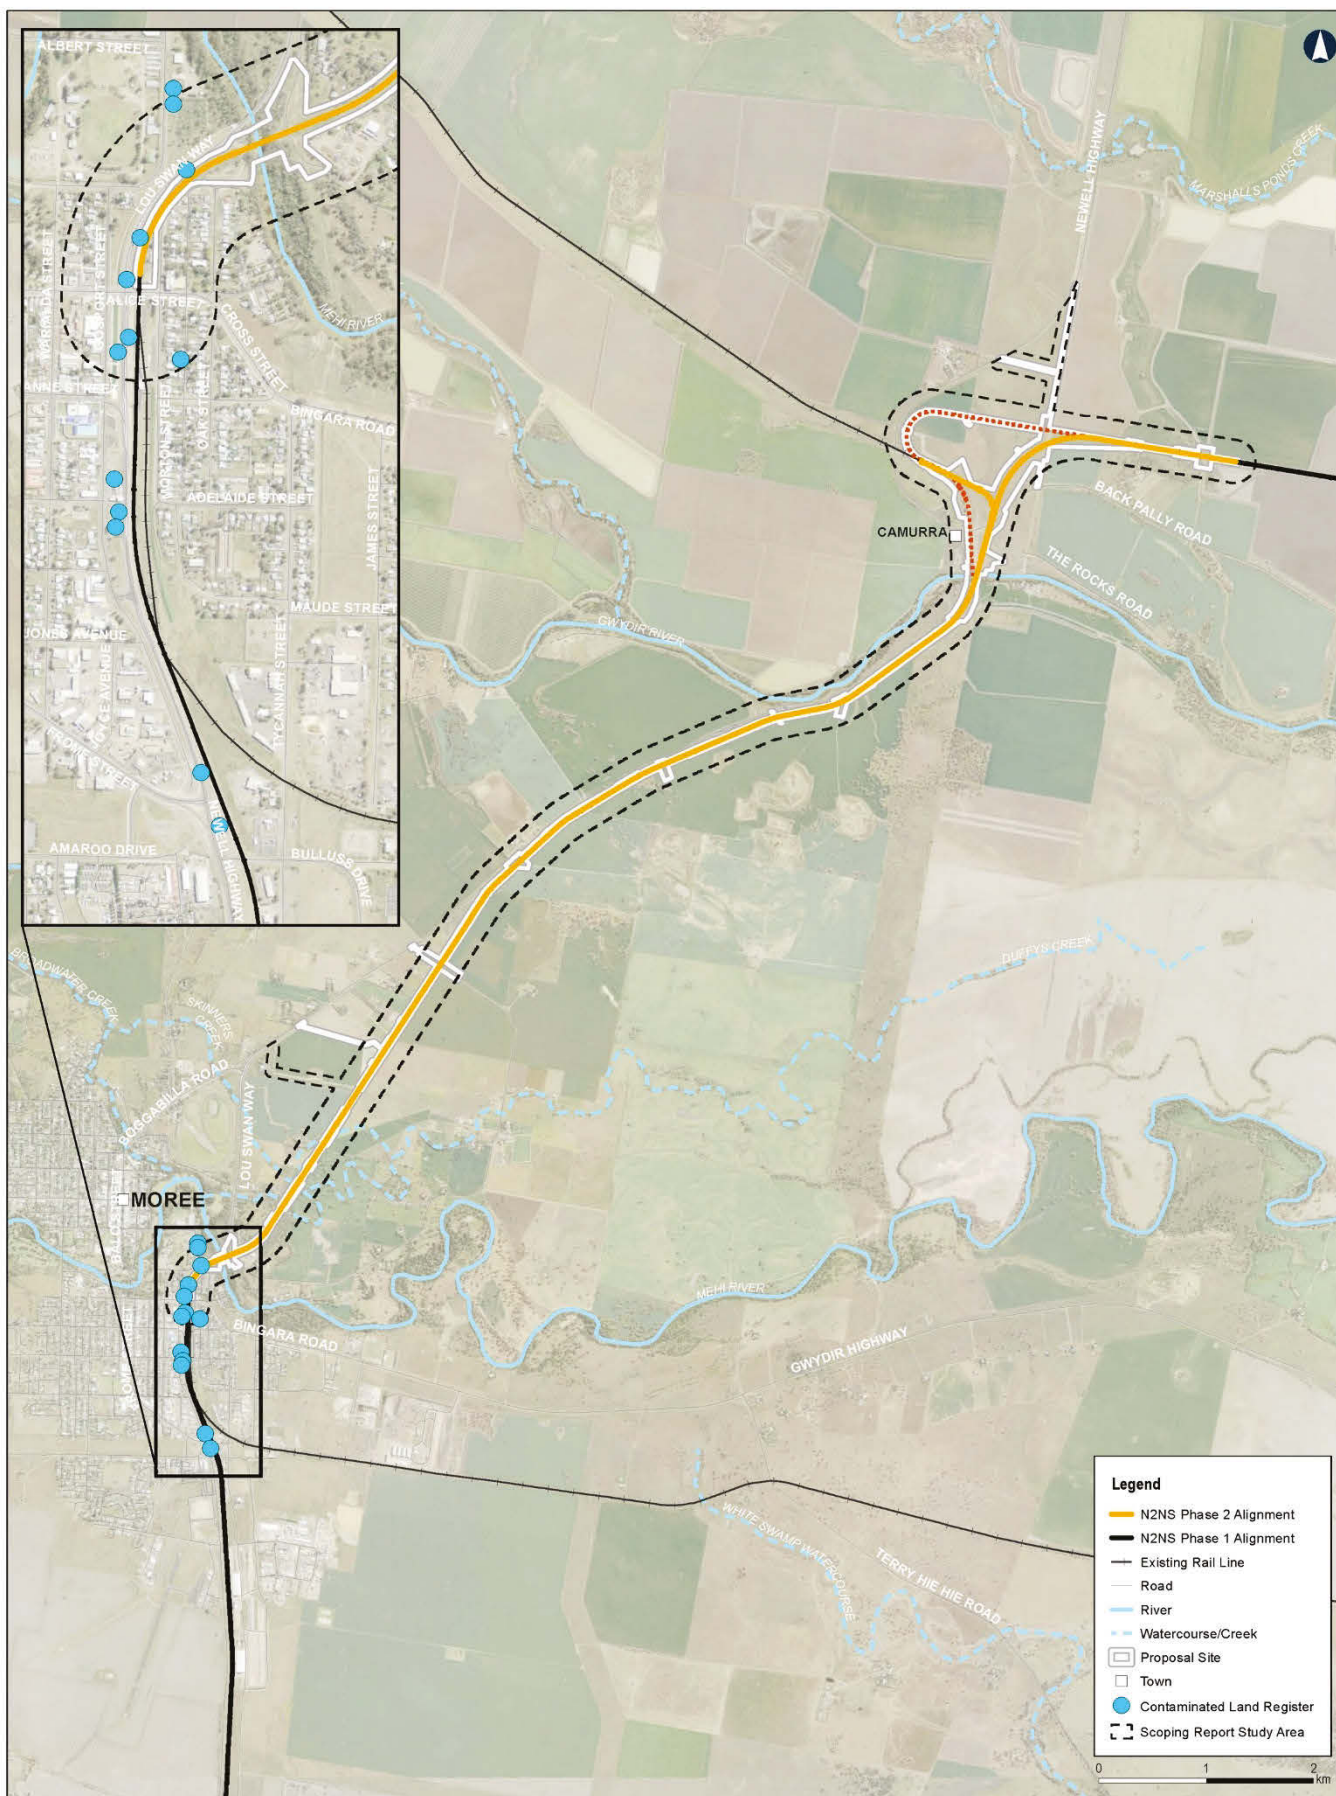 ALBERT STREET
LOU SWAN WAY
WARIALDA STREET
GOSPORT STREET
ALICE STREET
CROSS STREET
MEHI RIVER
ANNE STREET
MORTON STREET
OAK STREET
BINGARA ROAD
ADELAIDE STREET
JAMES STREET
MAUDE STREET
JONES AVENUE
JOYCE AVENUE
TYCANNAH STREET
FROME STREET
NEWELL HIGHWAY
AMAROO DRIVE
BULLUSS DRIVE
NEWELL HIGHWAY
MARSHALLS PONDS CREEK
BACK PALLY ROAD
CAMURRA
THE ROCKS ROAD
GWYDIR RIVER
DUFFYS CREEK
BROADWATER CREEK
SKINNERS
CREEK
BOGGABILLA ROAD
LOU SWAN WAY
MOREE
MEHI RIVER
BINGARA ROAD
GWYDIR HIGHWAY
WHITE SWAMP WATERCOURSE
TERRY HIE HIE ROAD
Legend
N2NS Phase 2 Alignment
N2NS Phase 1 Alignment
Existing Rail Line
Road
River
Watercourse/Creek
Proposal Site
Town
Contaminated Land Register
Scoping Report Study Area
0 1 2
km